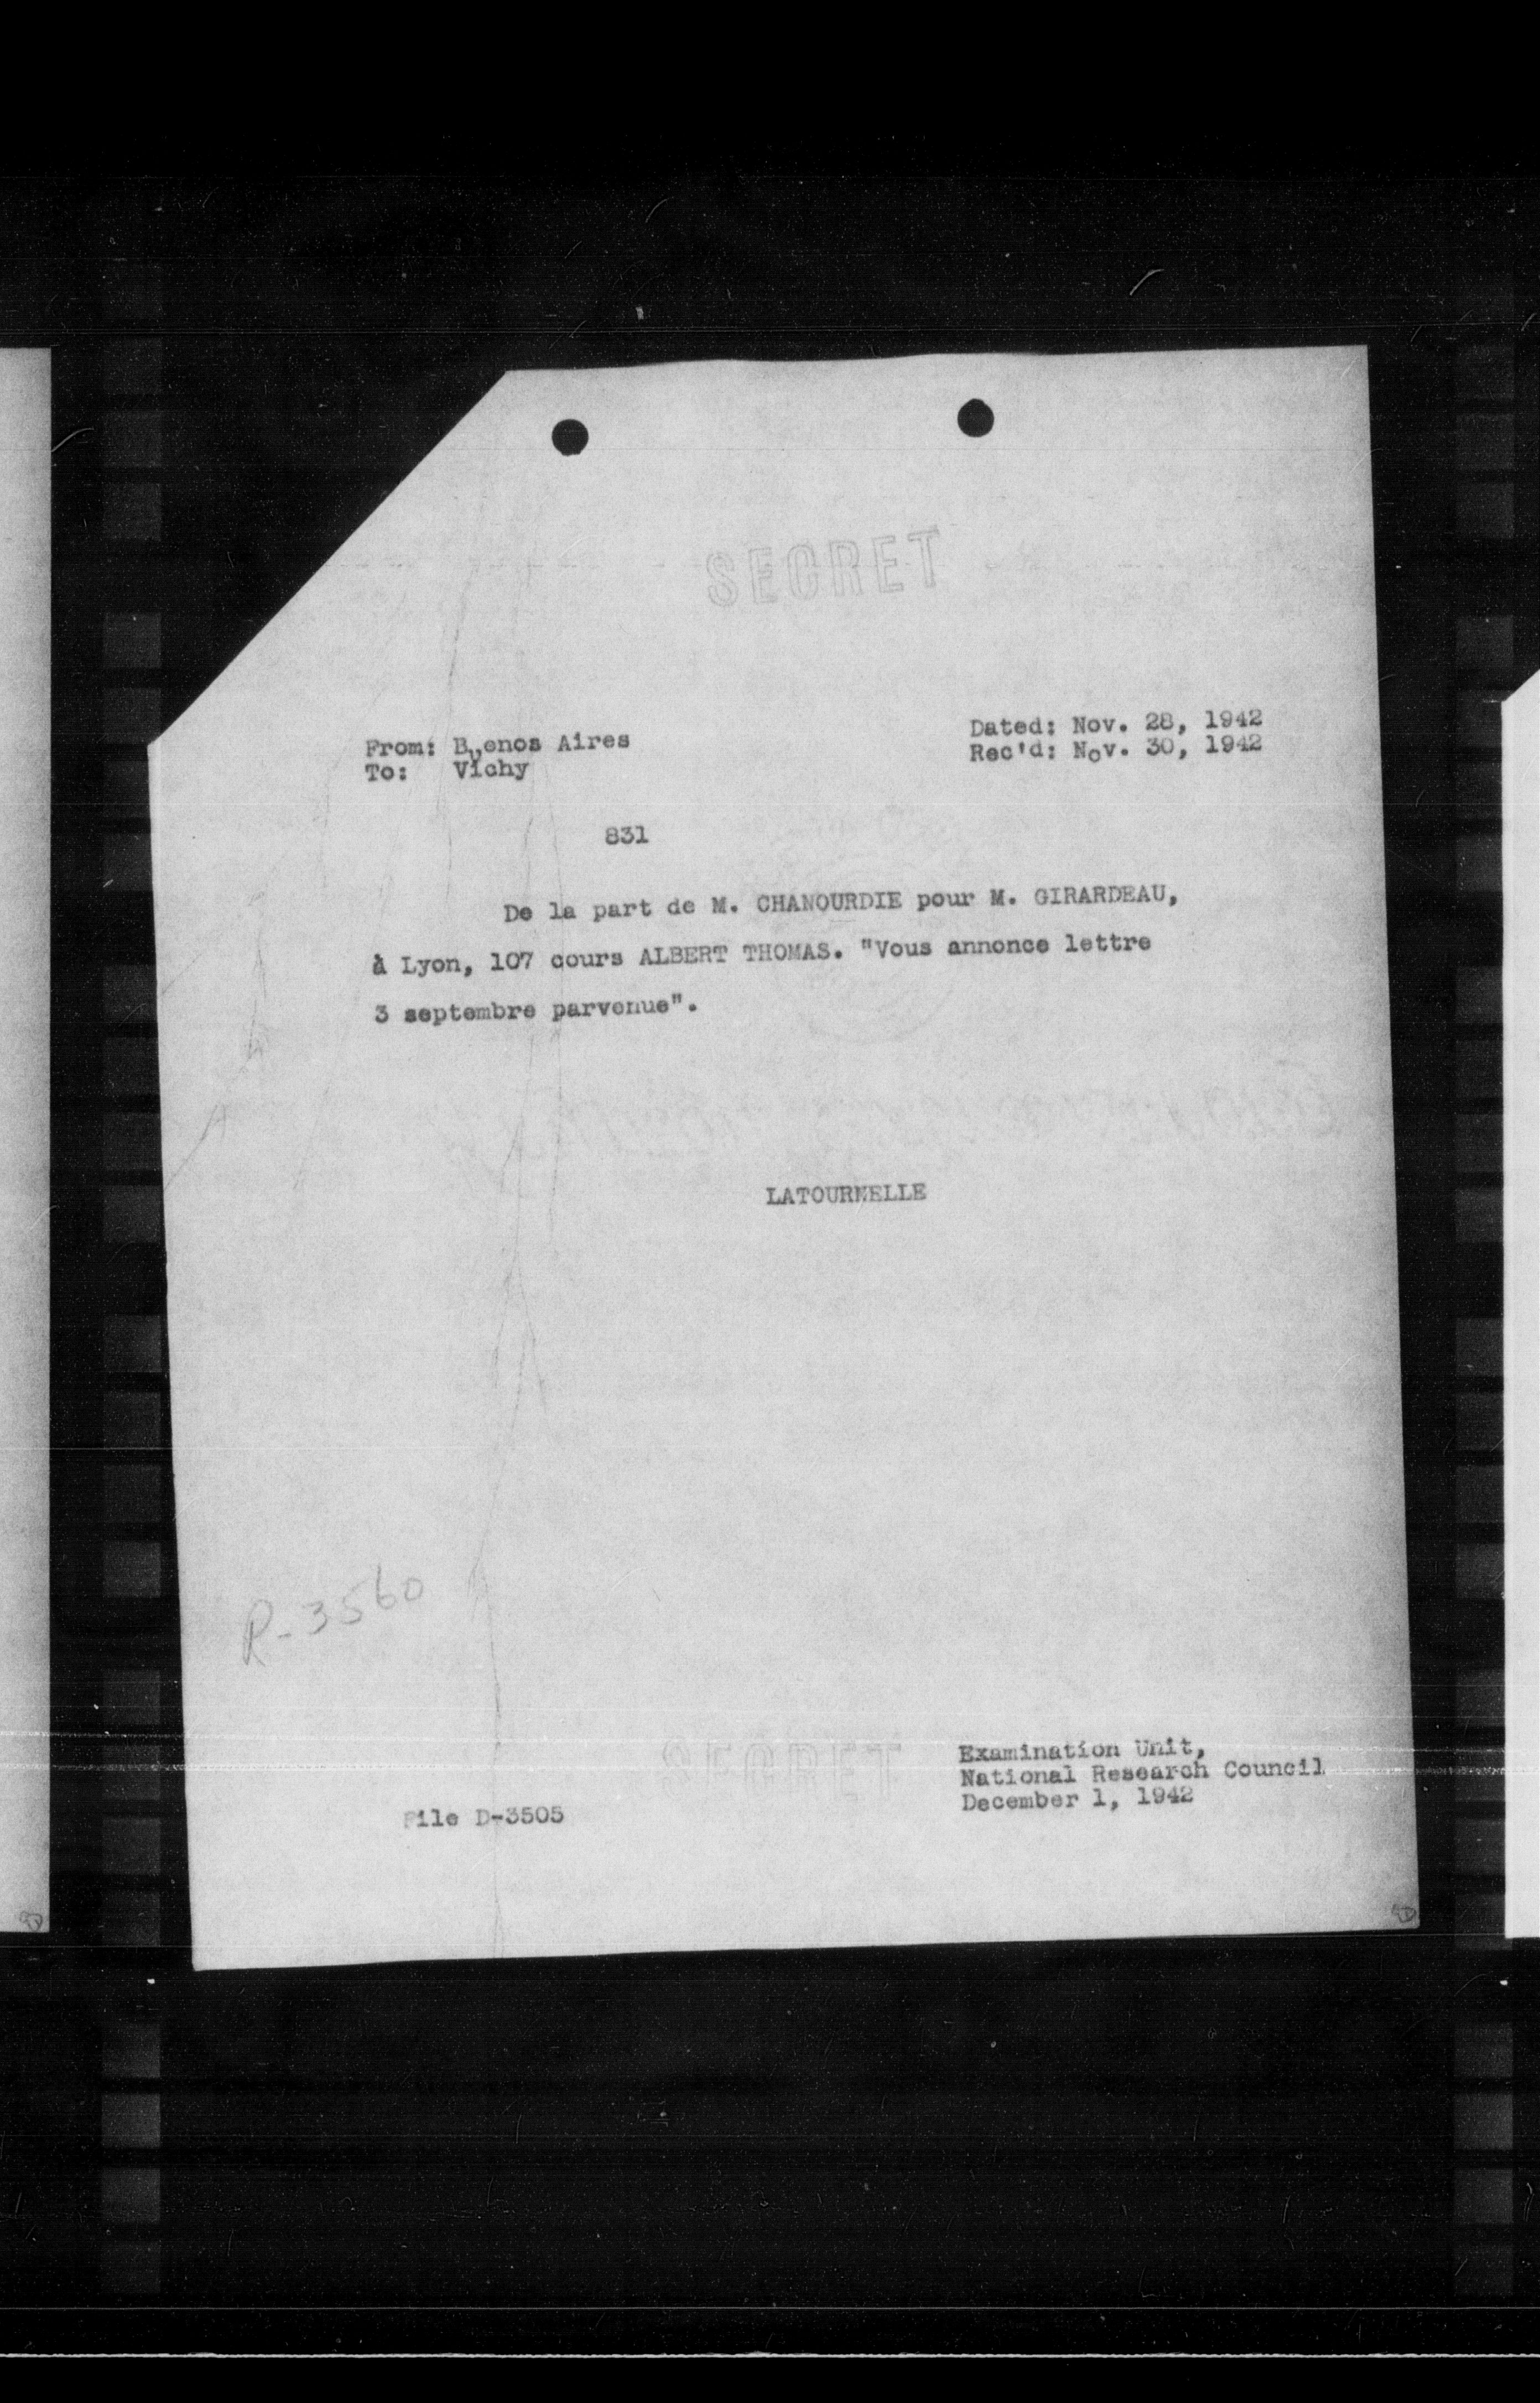 SECRET
From: Buenos Aires
To: Vichy
Dated: Nov. 28, 1942
Rec'd: Nov. 30, 1942
831
De la part de M. CHANOURDIE pour M. GIRARDEAU,
à Lyon, 107 cours ALBERT THOMAS. "Vous annonce lettre
3 septembre parvenue".
LATOURNELLE
R-3560
SECRET
Examination Unit,
National Research Council
December 1, 1942
File D-3505